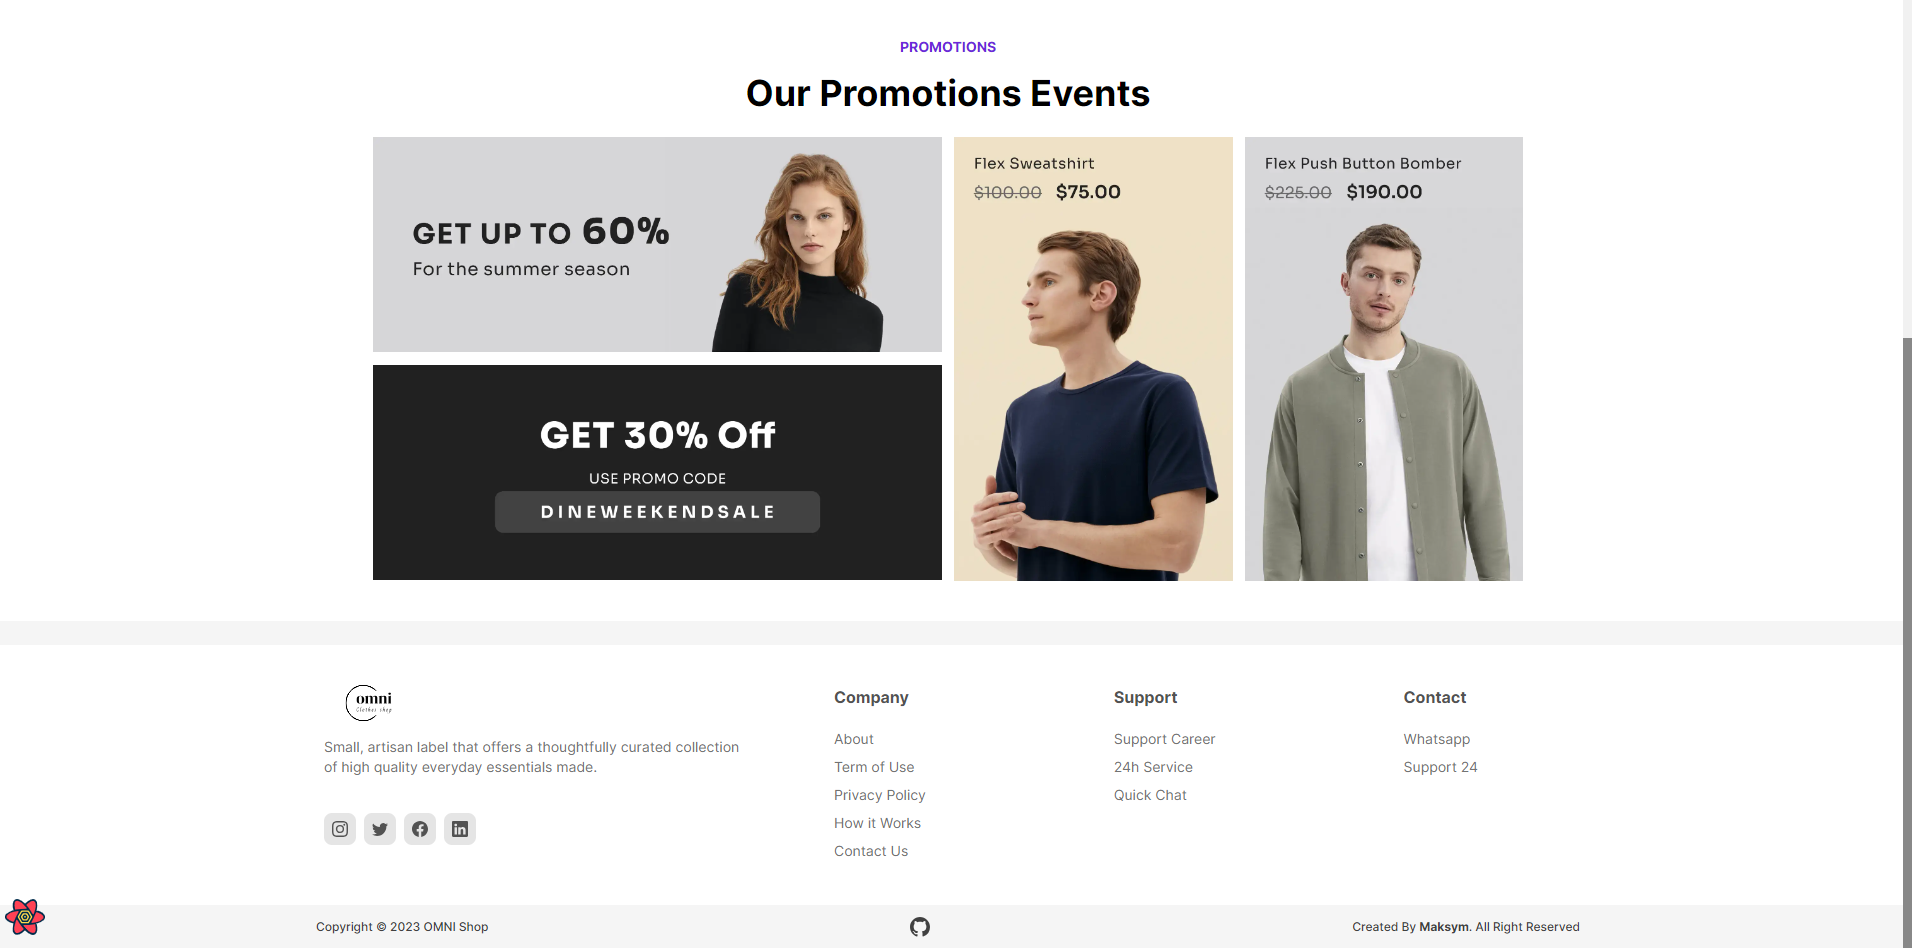 PROMOTIONS
Our Promotions Events
GET UP TO 60%
For the summer season
GET 30% Off
USE PROMO CODE
DINEWEEKENDSALE
Flex Sweatshirt
$100.00 $75.00
Flex Push Button Bomber
$225.00 $190.00
omni
Clothes shop
Small, artisan label that offers a thoughtfully curated collection
of high quality everyday essentials made.
Company
About
Term of Use
Privacy Policy
How it Works
Contact Us
Support
Support Career
24h Service
Quick Chat
Contact
Whatsapp
Support 24
Copyright © 2023 OMNI Shop
Created By Maksym. All Right Reserved